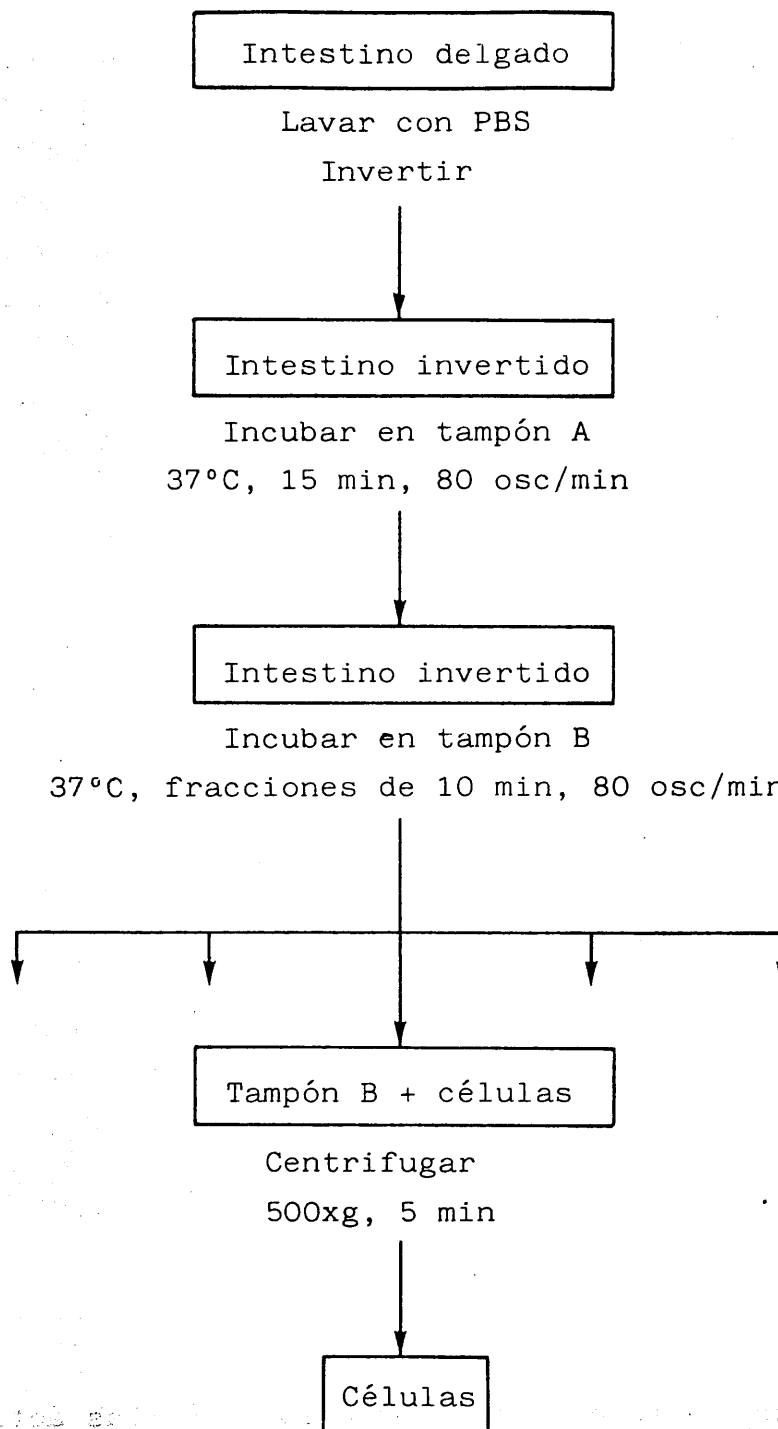 Intestino delgado
Lavar con PBS
Invertir
Intestino invertido
Incubar en tampón A
37°C, 15 min, 80 osc/min
Intestino invertido
Incubar en tampón B
37°C, fracciones de 10 min, 80 osc/min
Tampón B + células
Centrifugar
500xg, 5 min
Células